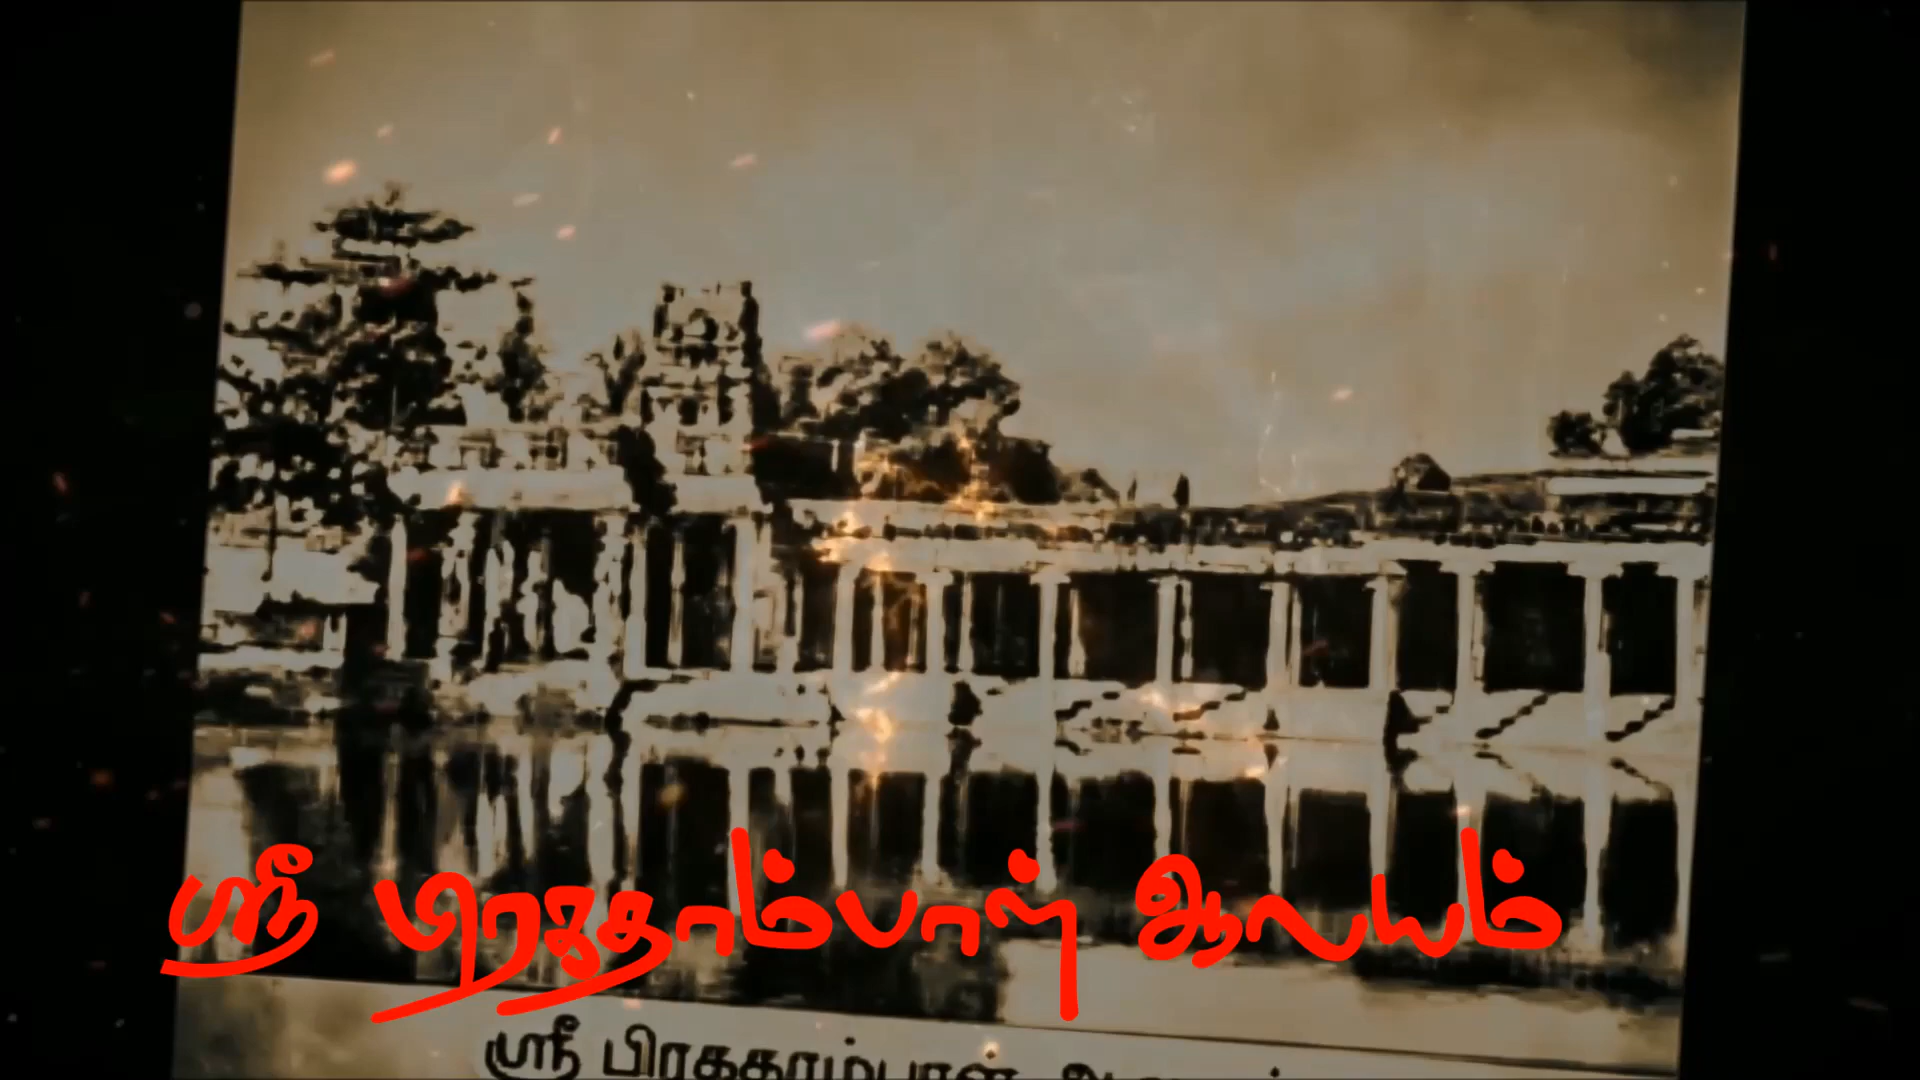 ஸ்ரீ பிரகதாம்பாள் ஆலயம்
ஸ்ரீ பிரகதாம்பாள்